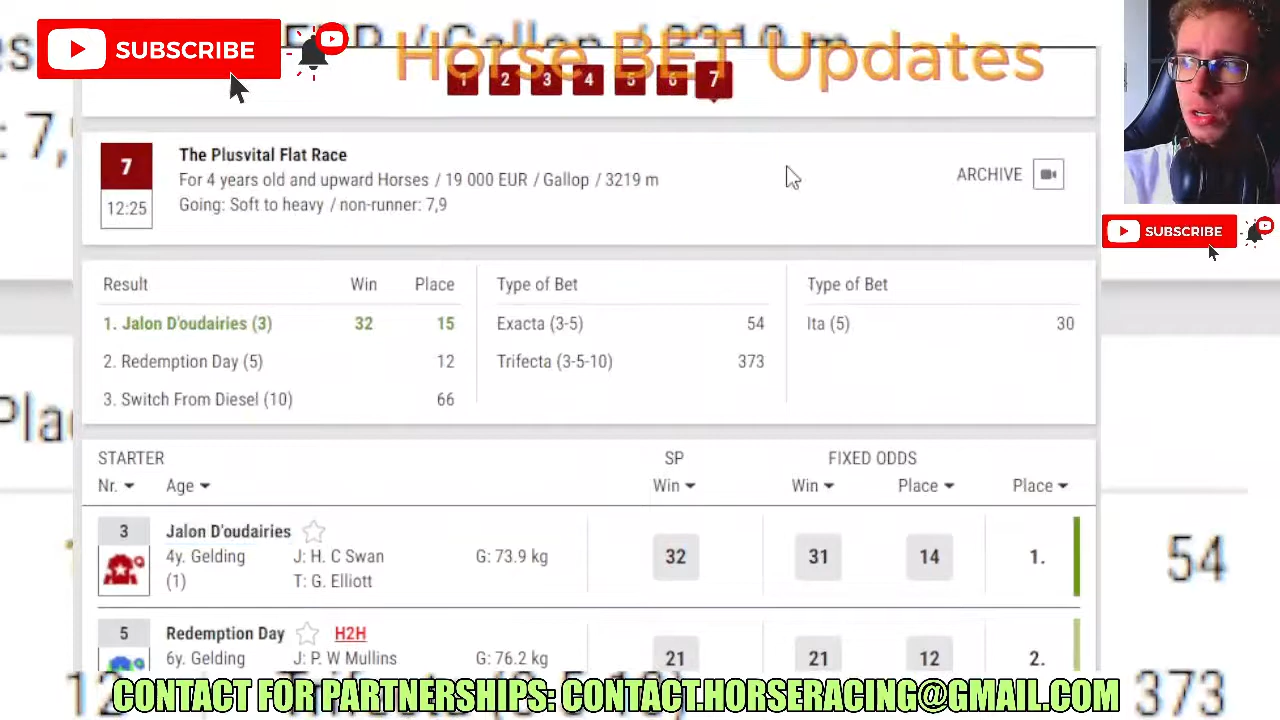 SUBSCRIBE
EUR / Gallop / 3219 m
Horse BET Updates
1 2 3 4 5 6 7
: 7,9
7
12:25
The Plusvital Flat Race
For 4 years old and upward Horses / 19 000 EUR / Gallop / 3219 m
Going: Soft to heavy / non-runner: 7,9
ARCHIVE
SUBSCRIBE
Result Win Place
1. Jalon D'oudairies (3) 32 15
2. Redemption Day (5) 12
3. Switch From Diesel (10) 66
Type of Bet
Exacta (3-5) 54
Trifecta (3-5-10) 373
Type of Bet
Ita (5) 30
STARTER SP FIXED ODDS
Nr. Age Win Win Place Place
3 Jalon D'oudairies
4y. Gelding J: H. C Swan G: 73.9 kg 32 31 14 1.
(1) T: G. Elliott
5 Redemption Day H2H
6y. Gelding J: P. W Mullins G: 76.2 kg 21 21 12 2.
54
12
373
CONTACT FOR PARTNERSHIPS: CONTACT.HORSERACING@GMAIL.COM